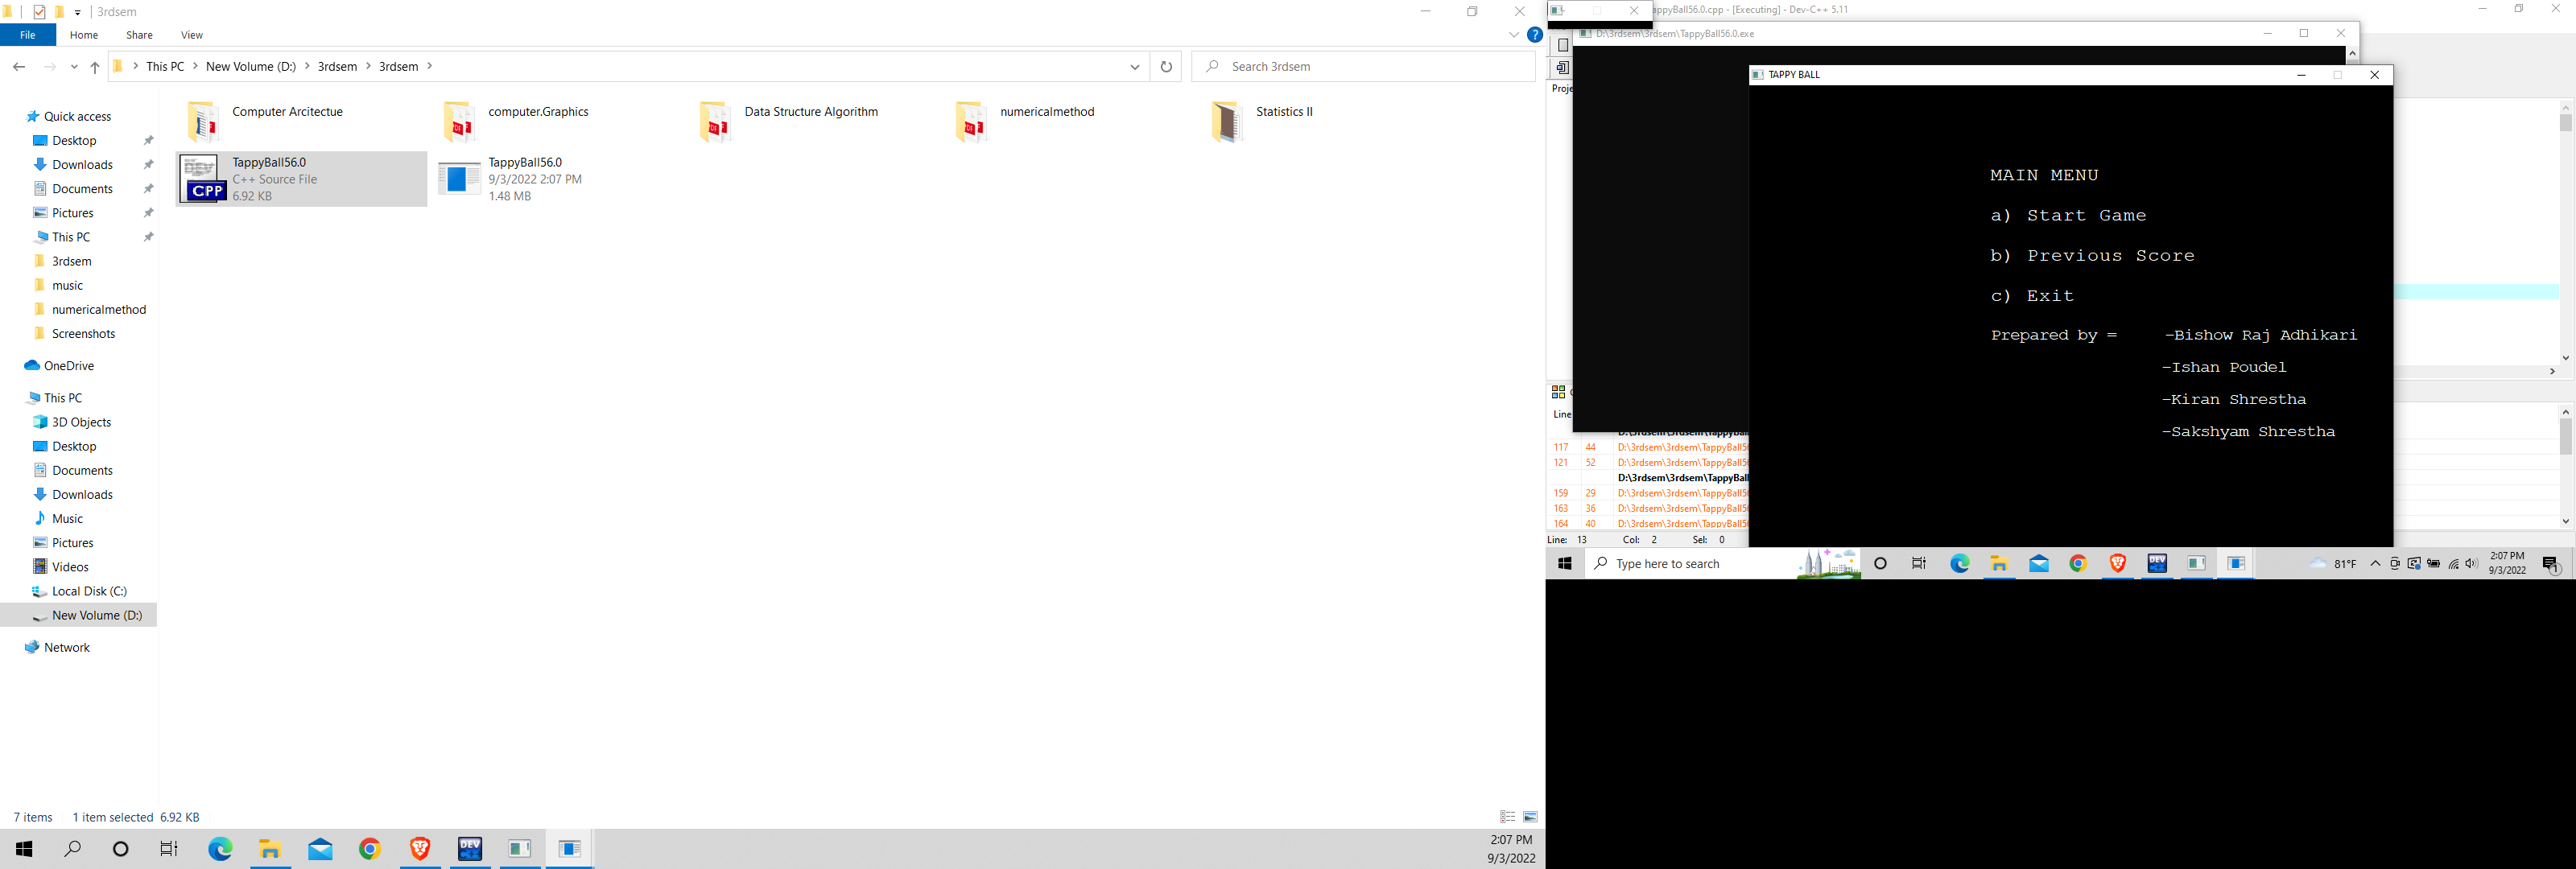 3rdsem
File Home Share View
This PC New Volume (D:) 3rdsem 3rdsem
Search 3rdsem
Quick access
Desktop
Downloads
Documents
Pictures
This PC
3rdsem
music
numericalmethod
Screenshots
OneDrive
This PC
3D Objects
Desktop
Documents
Downloads
Music
Pictures
Videos
Local Disk (C:)
New Volume (D:)
Network
Computer Arcitectue
computer.Graphics
Data Structure Algorithm
numericalmethod
Statistics II
TappyBall56.0
C++ Source File
6.92 KB
CPP
TappyBall56.0
9/3/2022 2:07 PM
1.48 MB
7 items 1 item selected 6.92 KB
DEV
2:07 PM
9/3/2022
appyBall56.0.cpp - [Executing] - Dev-C++ 5.11
D:\3rdsem\3rdsem\TappyBall56.0.exe
Proje
TAPPY BALL
MAIN MENU
a) Start Game
b) Previous Score
c) Exit
Prepared by = -Bishow Raj Adhikari
-Ishan Poudel
-Kiran Shrestha
-Sakshyam Shrestha
Line
117 44 D:\3rdsem\3rdsem\TappyBall5
121 52 D:\3rdsem\3rdsem\TappyBall5
D:\3rdsem\3rdsem\TappyBall
159 29 D:\3rdsem\3rdsem\TappyBall5
163 36 D:\3rdsem\3rdsem\TappyBall5
164 40 D:\3rdsem\3rdsem\TappyBall5
Line: 13 Col: 2 Sel: 0
Type here to search
DEV
81°F
2:07 PM
9/3/2022
1